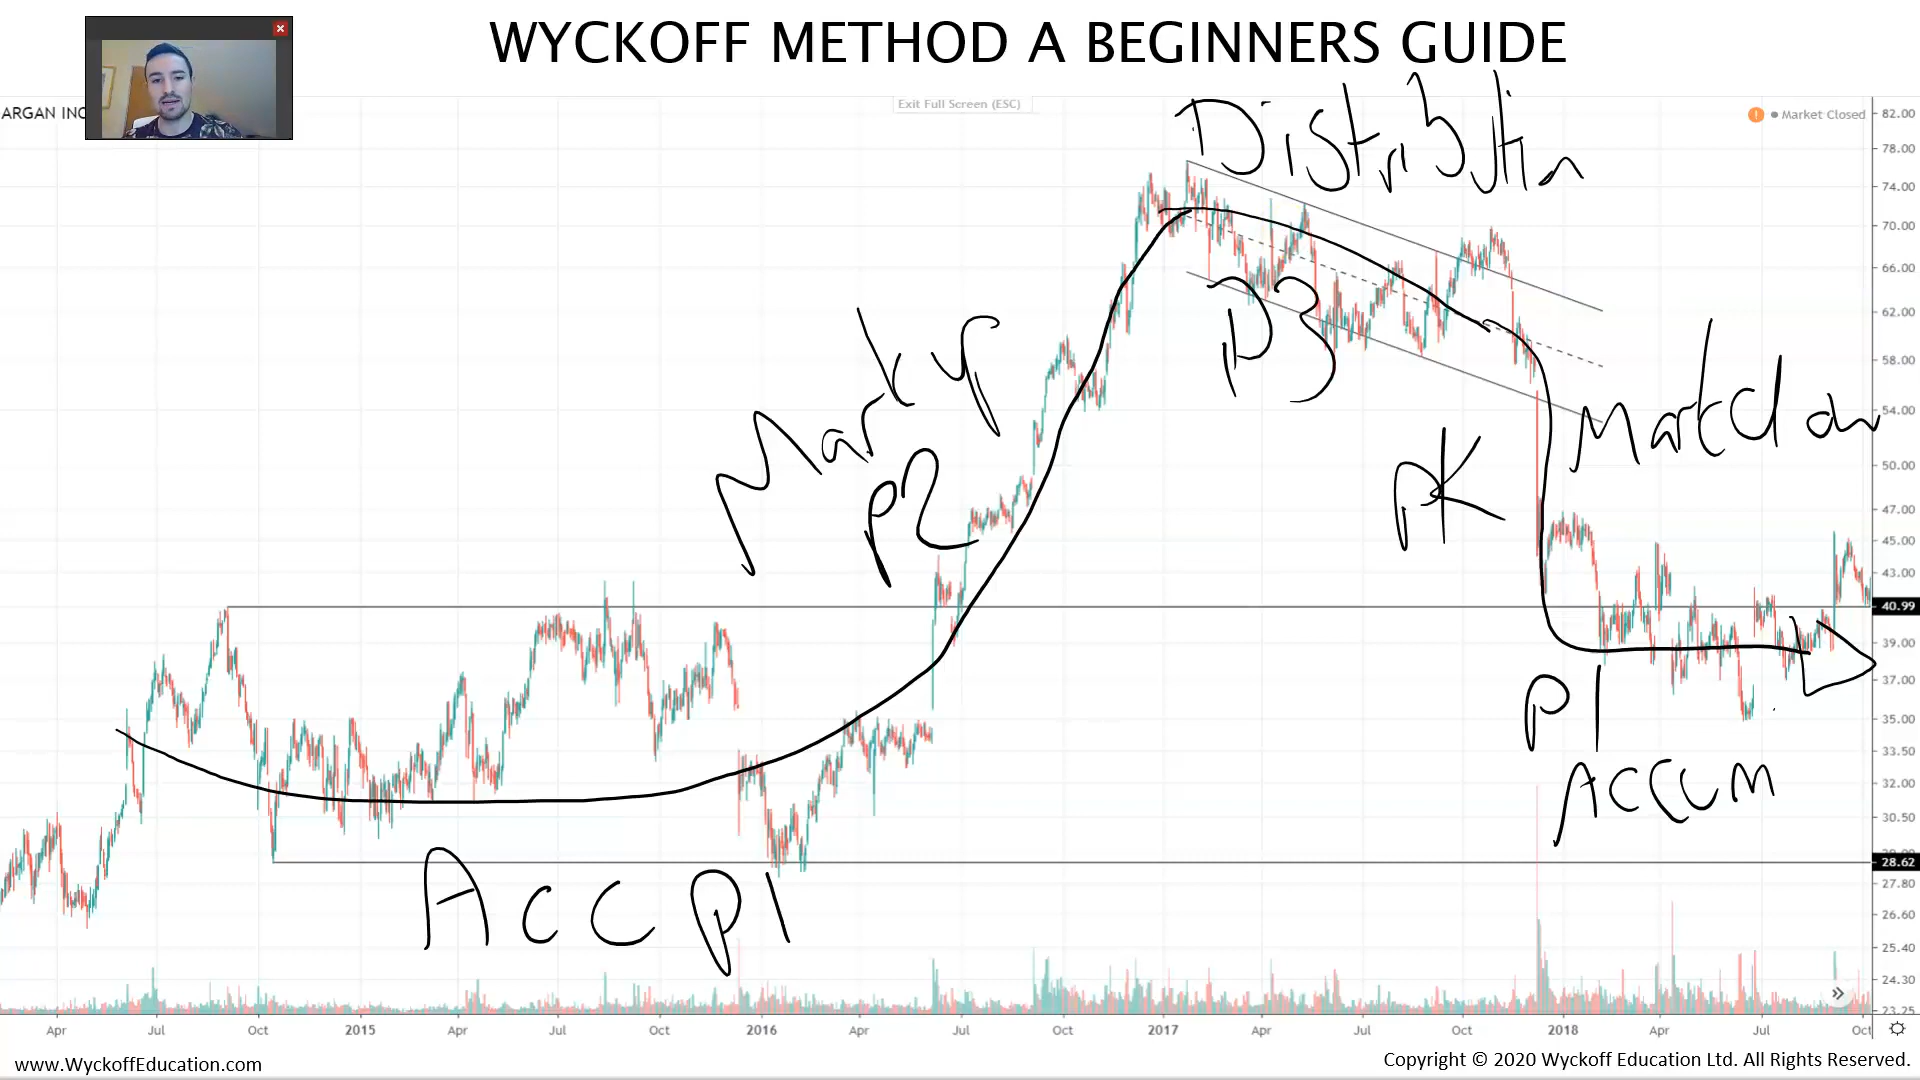 WYCKOFF METHOD A BEGINNERS GUIDE
ARGAN INC
Exit Full Screen (ESC)
Market Closed
Distributin
Mark up
P2
P3
Markdow
P1
Accum
Acc P1
82.00
78.00
74.00
70.00
66.00
62.00
58.00
54.00
50.00
47.00
45.00
43.00
40.99
39.00
37.00
35.00
33.50
32.00
30.50
28.62
27.80
26.60
25.40
24.30
23.25
Apr Jul Oct 2015 Apr Jul Oct 2016 Apr Jul Oct 2017 Apr Jul Oct 2018 Apr Jul Oct
www.WyckoffEducation.com
Copyright © 2020 Wyckoff Education Ltd. All Rights Reserved.